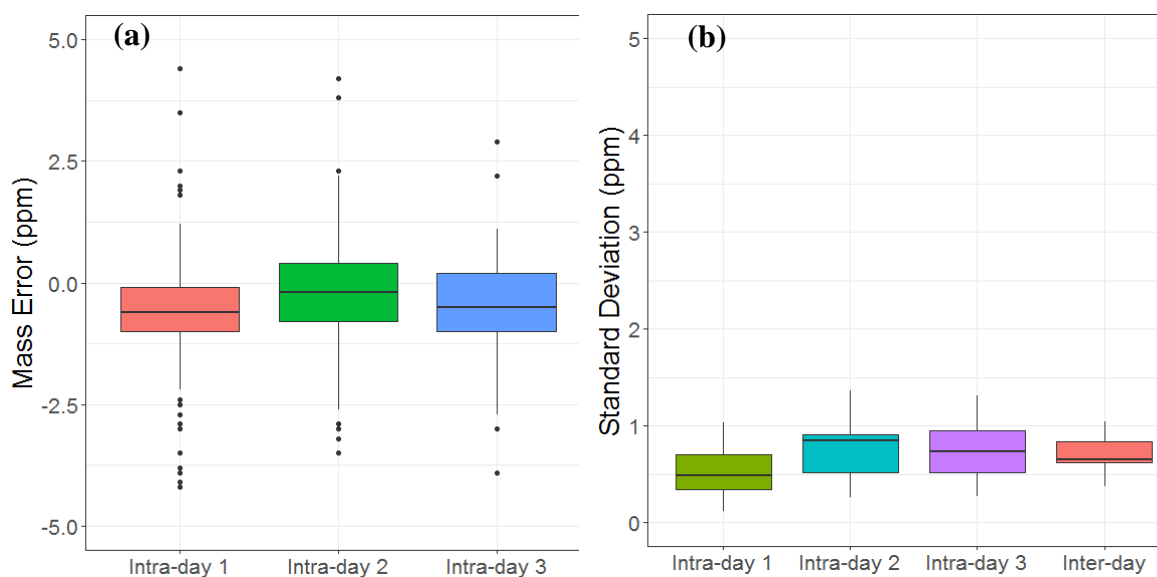 (a)
5.0
2.5
0.0
-2.5
-5.0
Mass Error (ppm)
Intra-day 1 Intra-day 2 Intra-day 3
(b)
5
4
3
2
1
0
Standard Deviation (ppm)
Intra-day 1 Intra-day 2 Intra-day 3 Inter-day